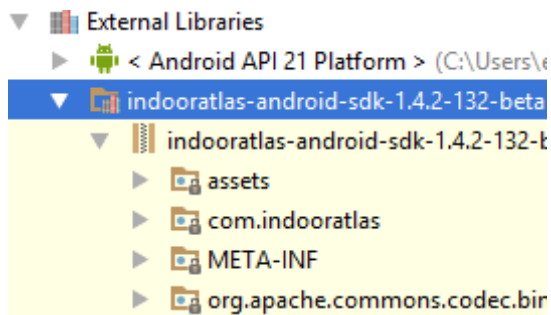 External Libraries
< Android API 21 Platform > (C:\Users\
indooratlas-android-sdk-1.4.2-132-beta
indooratlas-android-sdk-1.4.2-132-
assets
com.indooratlas
META-INF
org.apache.commons.codec.bin